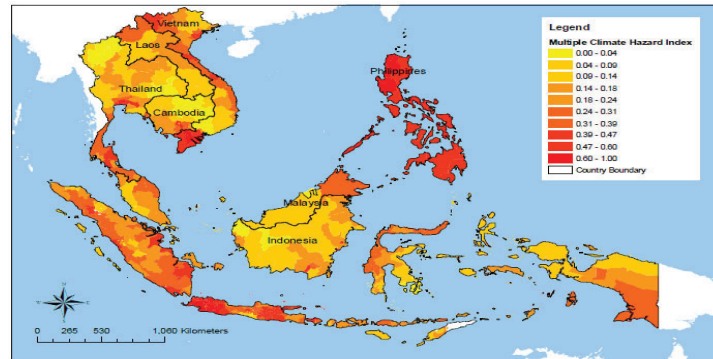 Vietnam
Laos
Thailand
Cambodia
Philippines
Malaysia
Indonesia
Legend
Multiple Climate Hazard Index
0.00 - 0.04
0.04 - 0.09
0.09 - 0.14
0.14 - 0.18
0.18 - 0.24
0.24 - 0.31
0.31 - 0.39
0.39 - 0.47
0.47 - 0.60
0.60 - 1.00
Country Boundary
0 265 530 1,060 Kilometers